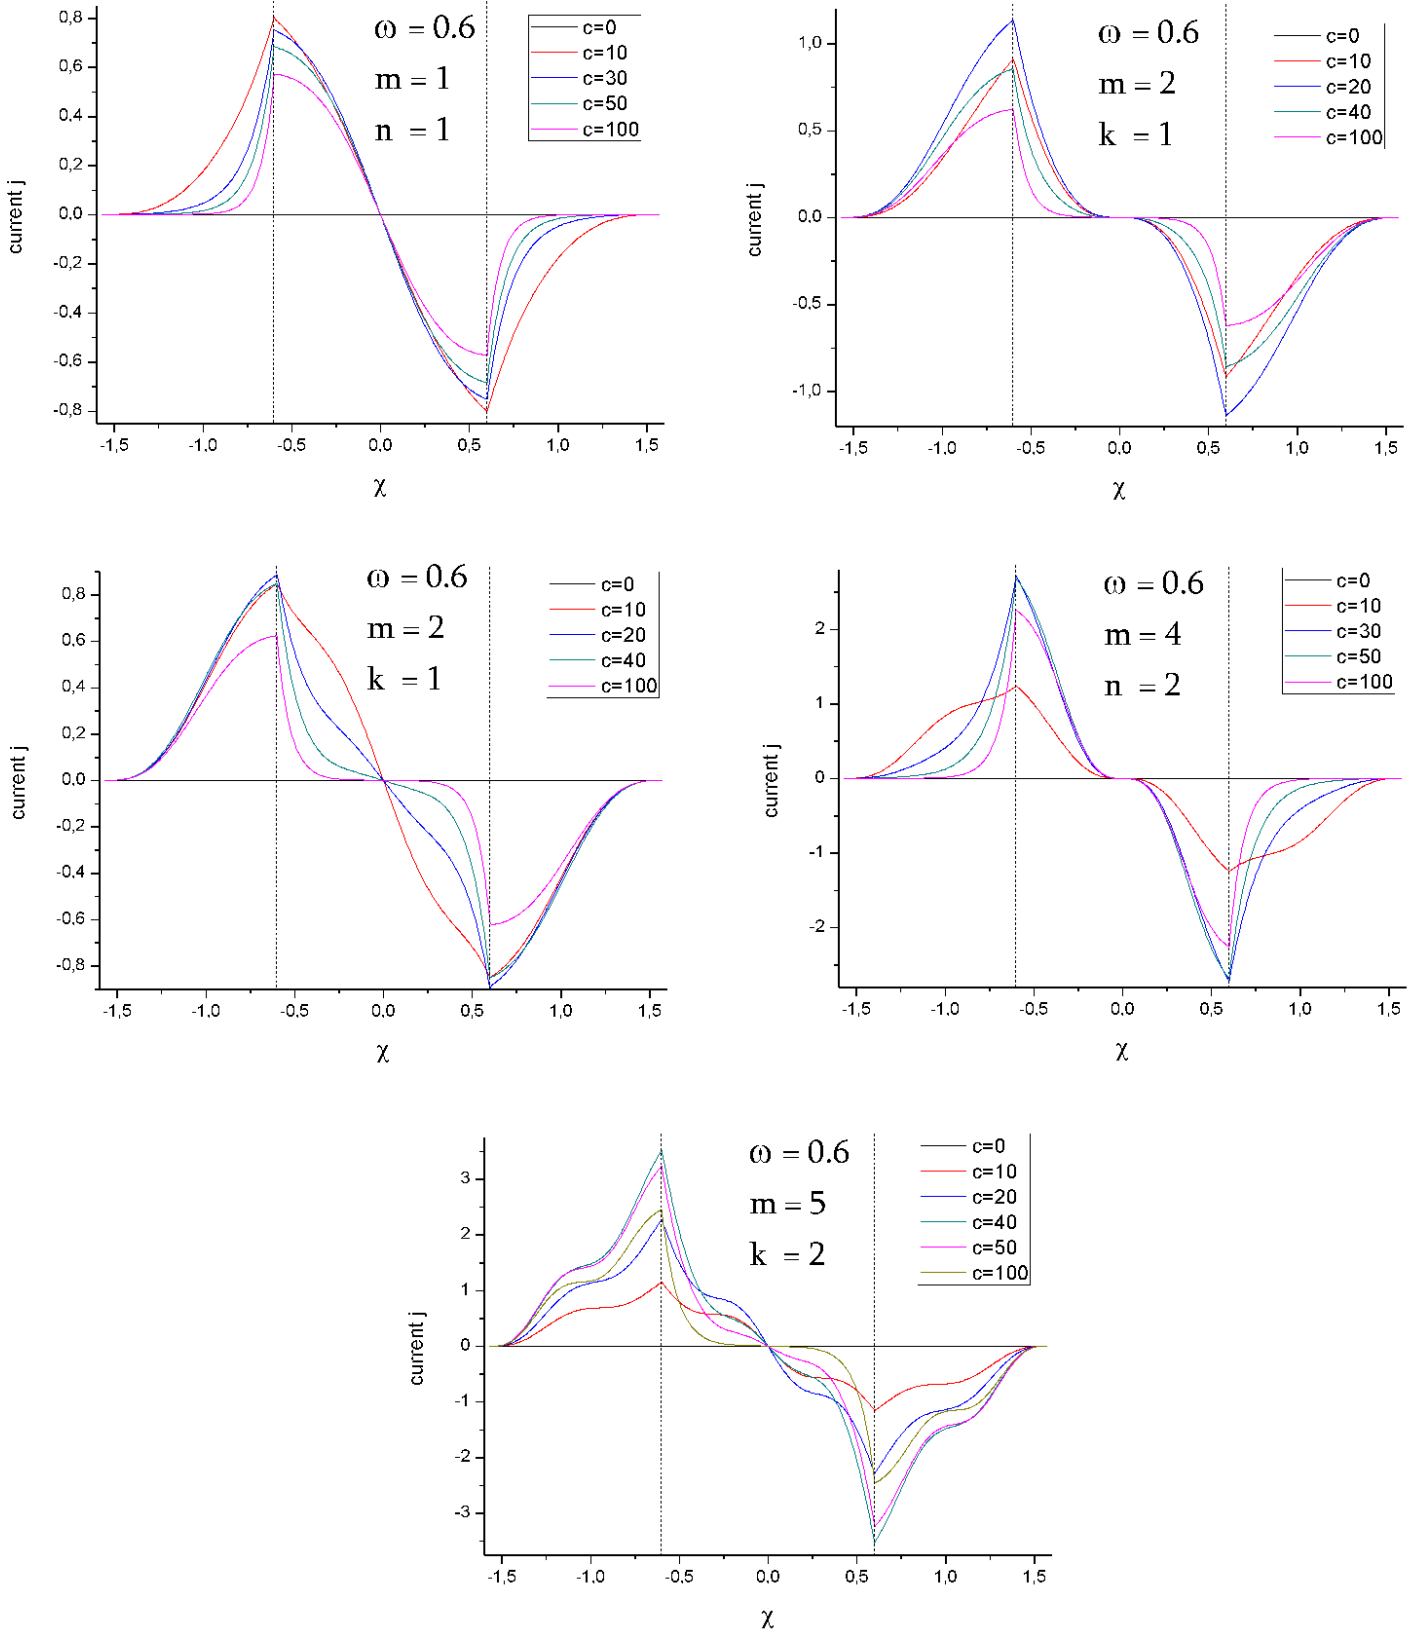 0,8
0,6
0,4
0,2
0,0
-0,2
-0,4
-0,6
-0,8
current j
-1,5 -1,0 -0,5 0,0 0,5 1,0 1,5
χ
ω = 0.6
m = 1
n = 1
c=0
c=10
c=30
c=50
c=100
1,0
0,5
0,0
-0,5
-1,0
current j
-1,5 -1,0 -0,5 0,0 0,5 1,0 1,5
χ
ω = 0.6
m = 2
k = 1
c=0
c=10
c=20
c=40
c=100
0,8
0,6
0,4
0,2
0,0
-0,2
-0,4
-0,6
-0,8
current j
-1,5 -1,0 -0,5 0,0 0,5 1,0 1,5
χ
ω = 0.6
m = 2
k = 1
c=0
c=10
c=20
c=40
c=100
2
1
0
-1
-2
current j
-1,5 -1,0 -0,5 0,0 0,5 1,0 1,5
χ
ω = 0.6
m = 4
n = 2
c=0
c=10
c=30
c=50
c=100
3
2
1
0
-1
-2
-3
current j
-1,5 -1,0 -0,5 0,0 0,5 1,0 1,5
χ
ω = 0.6
m = 5
k = 2
c=0
c=10
c=20
c=40
c=50
c=100